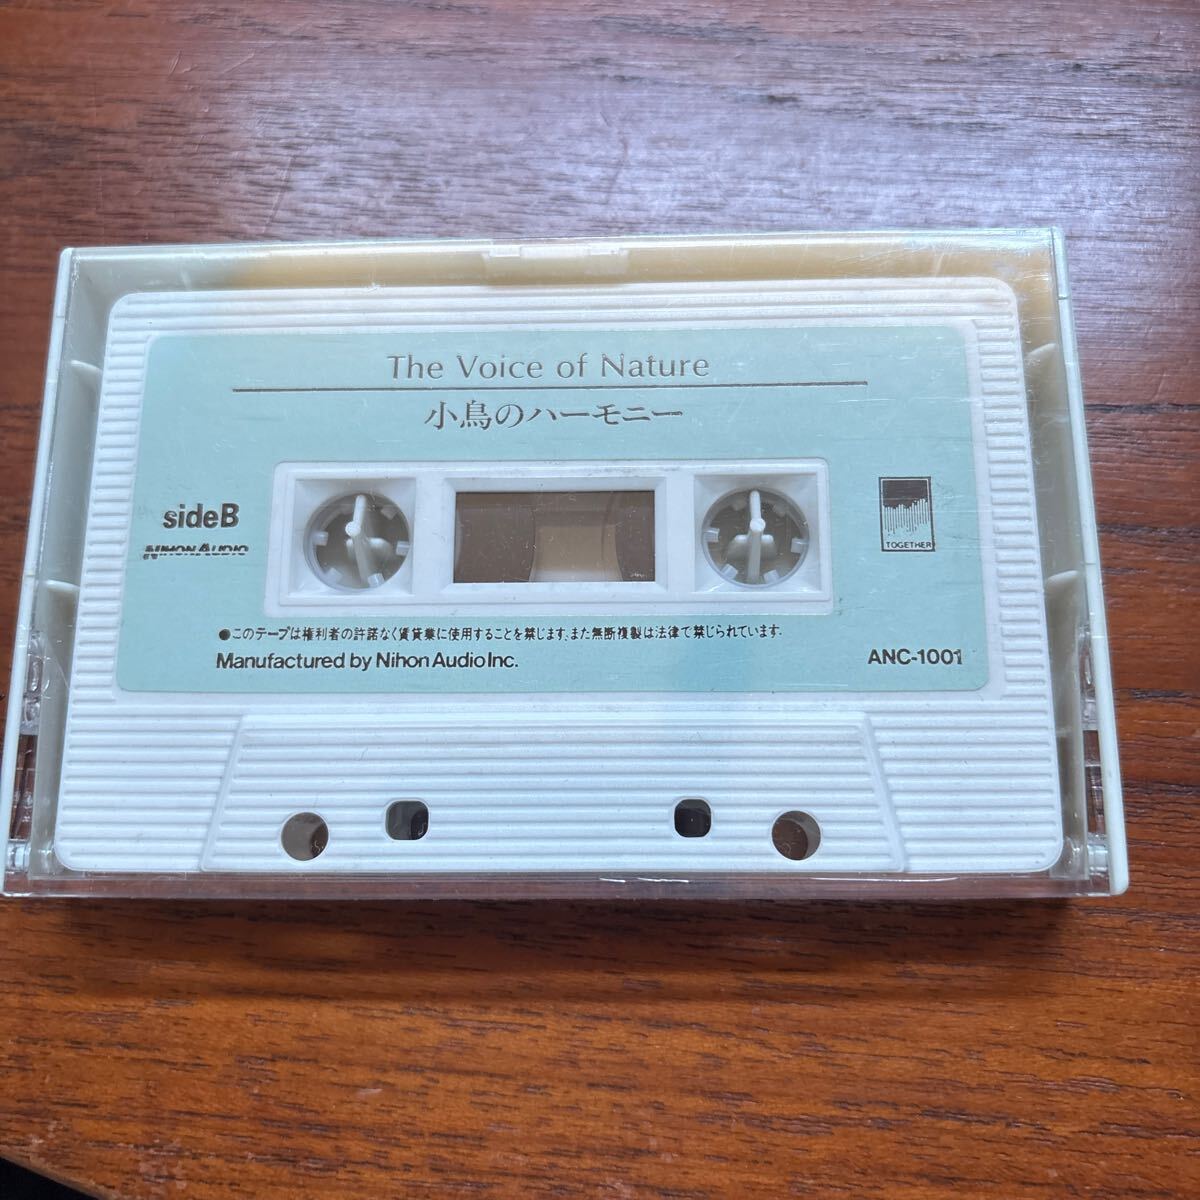 The Voice of Nature
小鳥のハーモニー
sideB
NIHON AUDIO
TOGETHER
●このテープは権利者の許諾なく賃貸業に使用することを禁じます。また無断複製は法律で禁じられています。
Manufactured by Nihon Audio Inc.
ANC-1001